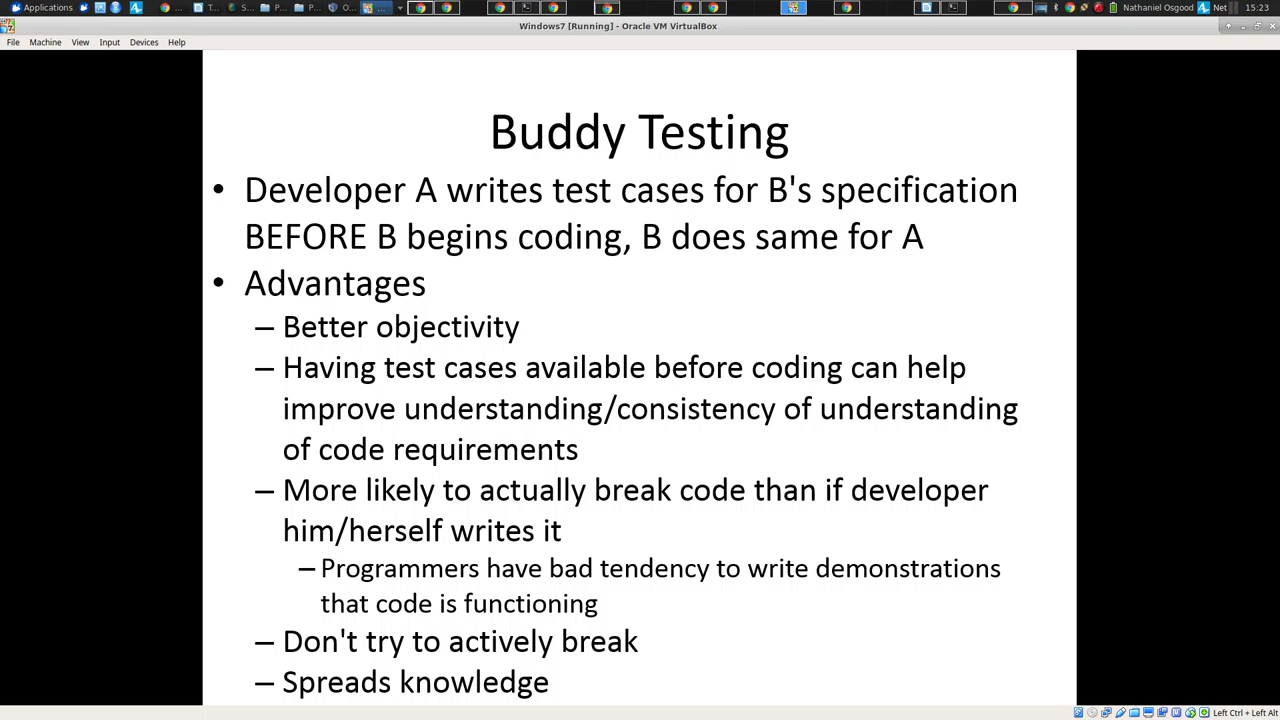 Applications
Nathaniel Osgood
Net
15:23
Windows7 [Running] - Oracle VM VirtualBox
File Machine View Input Devices Help
Buddy Testing
• Developer A writes test cases for B's specification
BEFORE B begins coding, B does same for A
• Advantages
– Better objectivity
– Having test cases available before coding can help
improve understanding/consistency of understanding
of code requirements
– More likely to actually break code than if developer
him/herself writes it
– Programmers have bad tendency to write demonstrations
that code is functioning
– Don't try to actively break
– Spreads knowledge
Left Ctrl + Left Alt